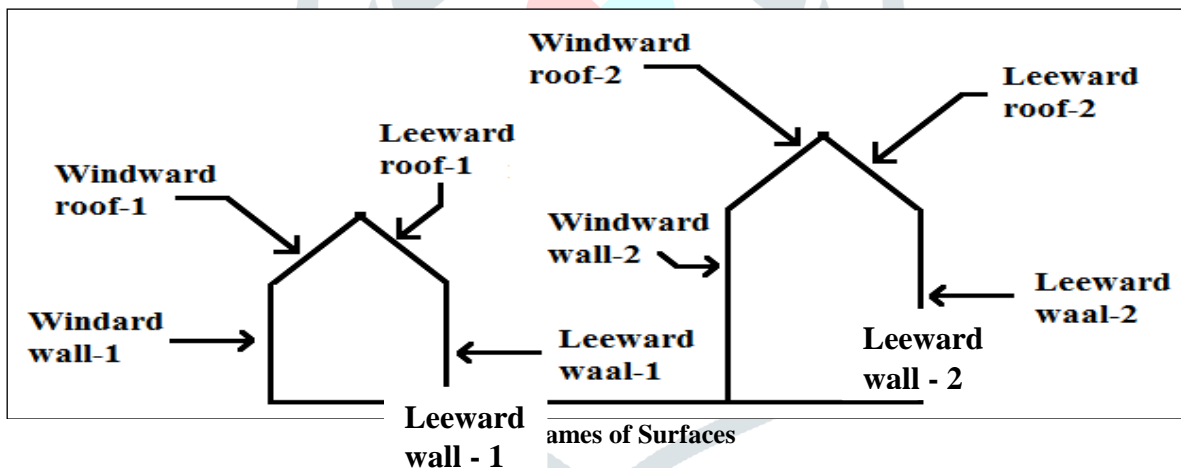 Windward
roof-2
Leeward
roof-2
Leeward
roof-1
Windward
roof-1
Windward
wall-2
Leeward
waal-2
Windard
wall-1
Leeward
waal-1
Leeward
wall - 2
Leeward
wall - 1
ames of Surfaces